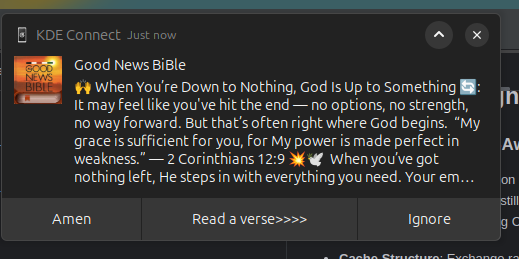 KDE Connect Just now
GOOD NEWS BIBLE
Good News BiBle
🙌 When You're Down to Nothing, God Is Up to Something 🔄:
It may feel like you've hit the end — no options, no strength,
no way forward. But that's often right where God begins. “My
grace is sufficient for you, for My power is made perfect in
weakness.” — 2 Corinthians 12:9 💥🕊️ When you've got
nothing left, He steps in with everything you need. Your em...
Amen
Read a verse>>>>
Ignore
Cache Structure: Exchange ra